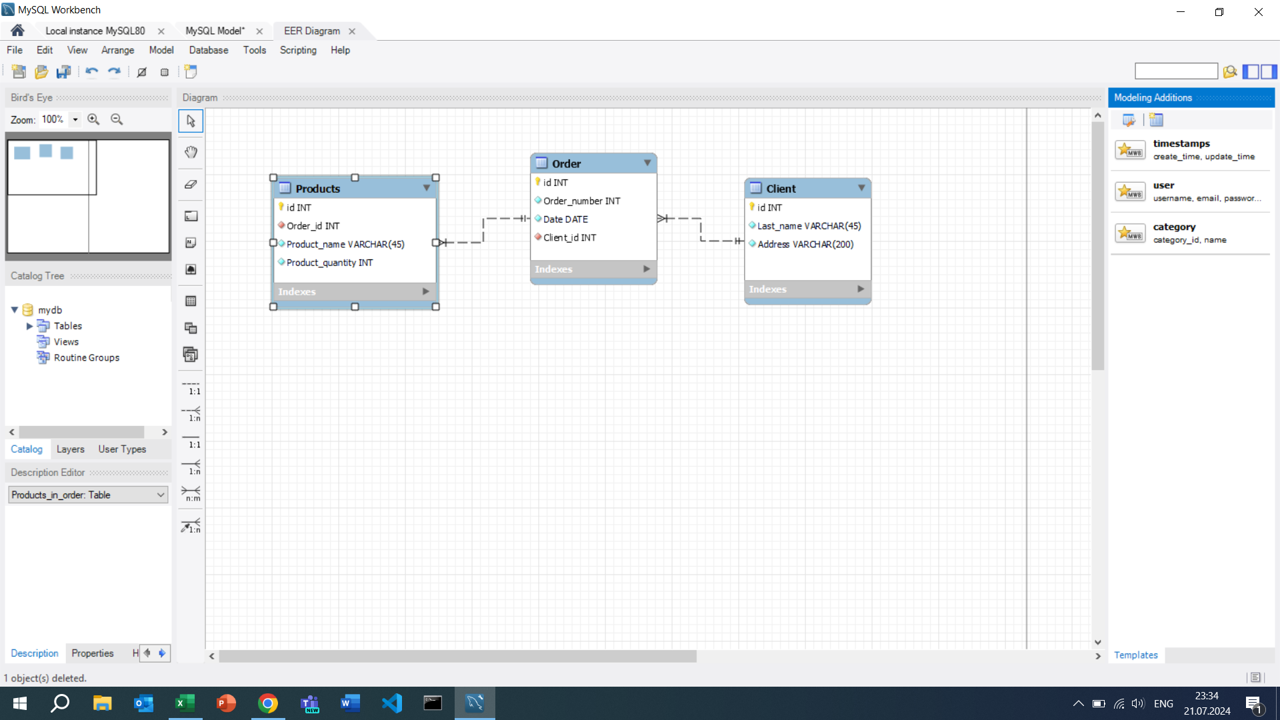 MySQL Workbench
Local instance MySQL80
MySQL Model*
EER Diagram
File Edit View Arrange Model Database Tools Scripting Help
Bird's Eye
Zoom: 100%
Catalog Tree
mydb
Tables
Views
Routine Groups
Catalog Layers User Types
Description Editor
Products_in_order: Table
Description Properties H
1 object(s) deleted.
Diagram
1:1
1:n
1:1
1:n
n:m
1:n
Products
id INT
Order_id INT
Product_name VARCHAR(45)
Product_quantity INT
Indexes
Order
id INT
Order_number INT
Date DATE
Client_id INT
Indexes
Client
id INT
Last_name VARCHAR(45)
Address VARCHAR(200)
Indexes
Modeling Additions
MWB
timestamps
create_time, update_time
MWB
user
username, email, passwor...
MWB
category
category_id, name
Templates
NEW
ENG
23:34
21.07.2024
1